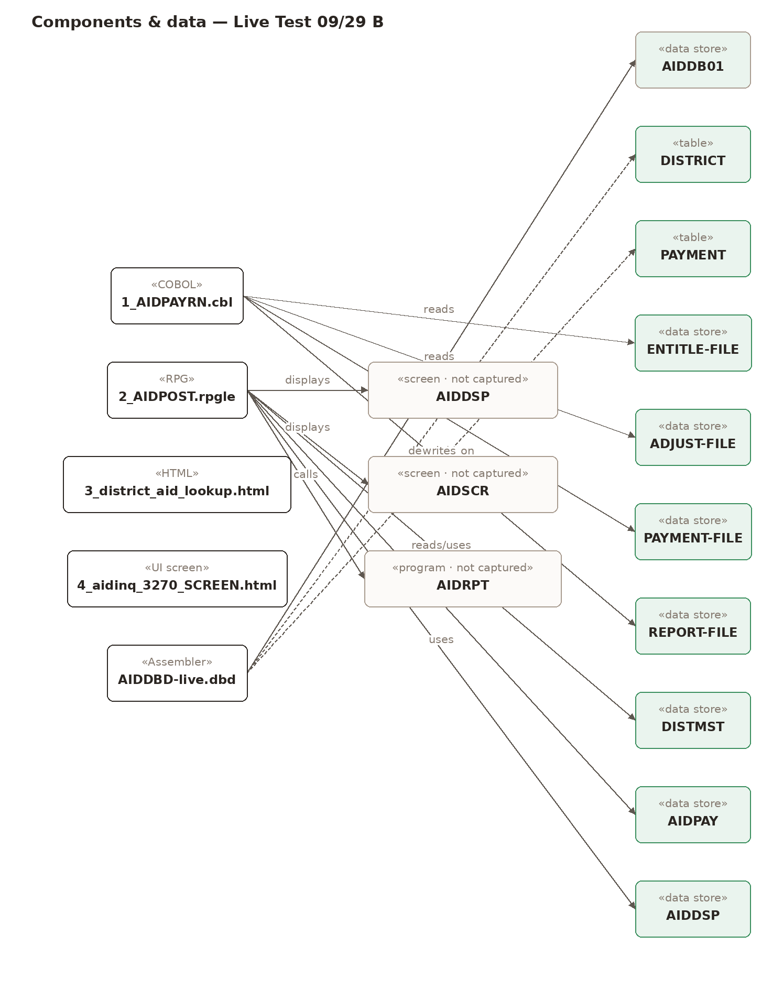 Components & data — Live Test 09/29 B
«data store»
AIDDB01
«table»
DISTRICT
«table»
PAYMENT
«COBOL»
1_AIDPAYRN.cbl
reads
«data store»
ENTITLE-FILE
reads
«RPG»
2_AIDPOST.rpgle
displays
«screen · not captured»
AIDDSP
«data store»
ADJUST-FILE
displays
writes on
«HTML»
3_district_aid_lookup.html
calls
«screen · not captured»
AIDSCR
«data store»
PAYMENT-FILE
reads/uses
«UI screen»
4_aidinq_3270_SCREEN.html
«program · not captured»
AIDRPT
«data store»
REPORT-FILE
uses
«Assembler»
AIDDBD-live.dbd
«data store»
DISTMST
«data store»
AIDPAY
«data store»
AIDDSP